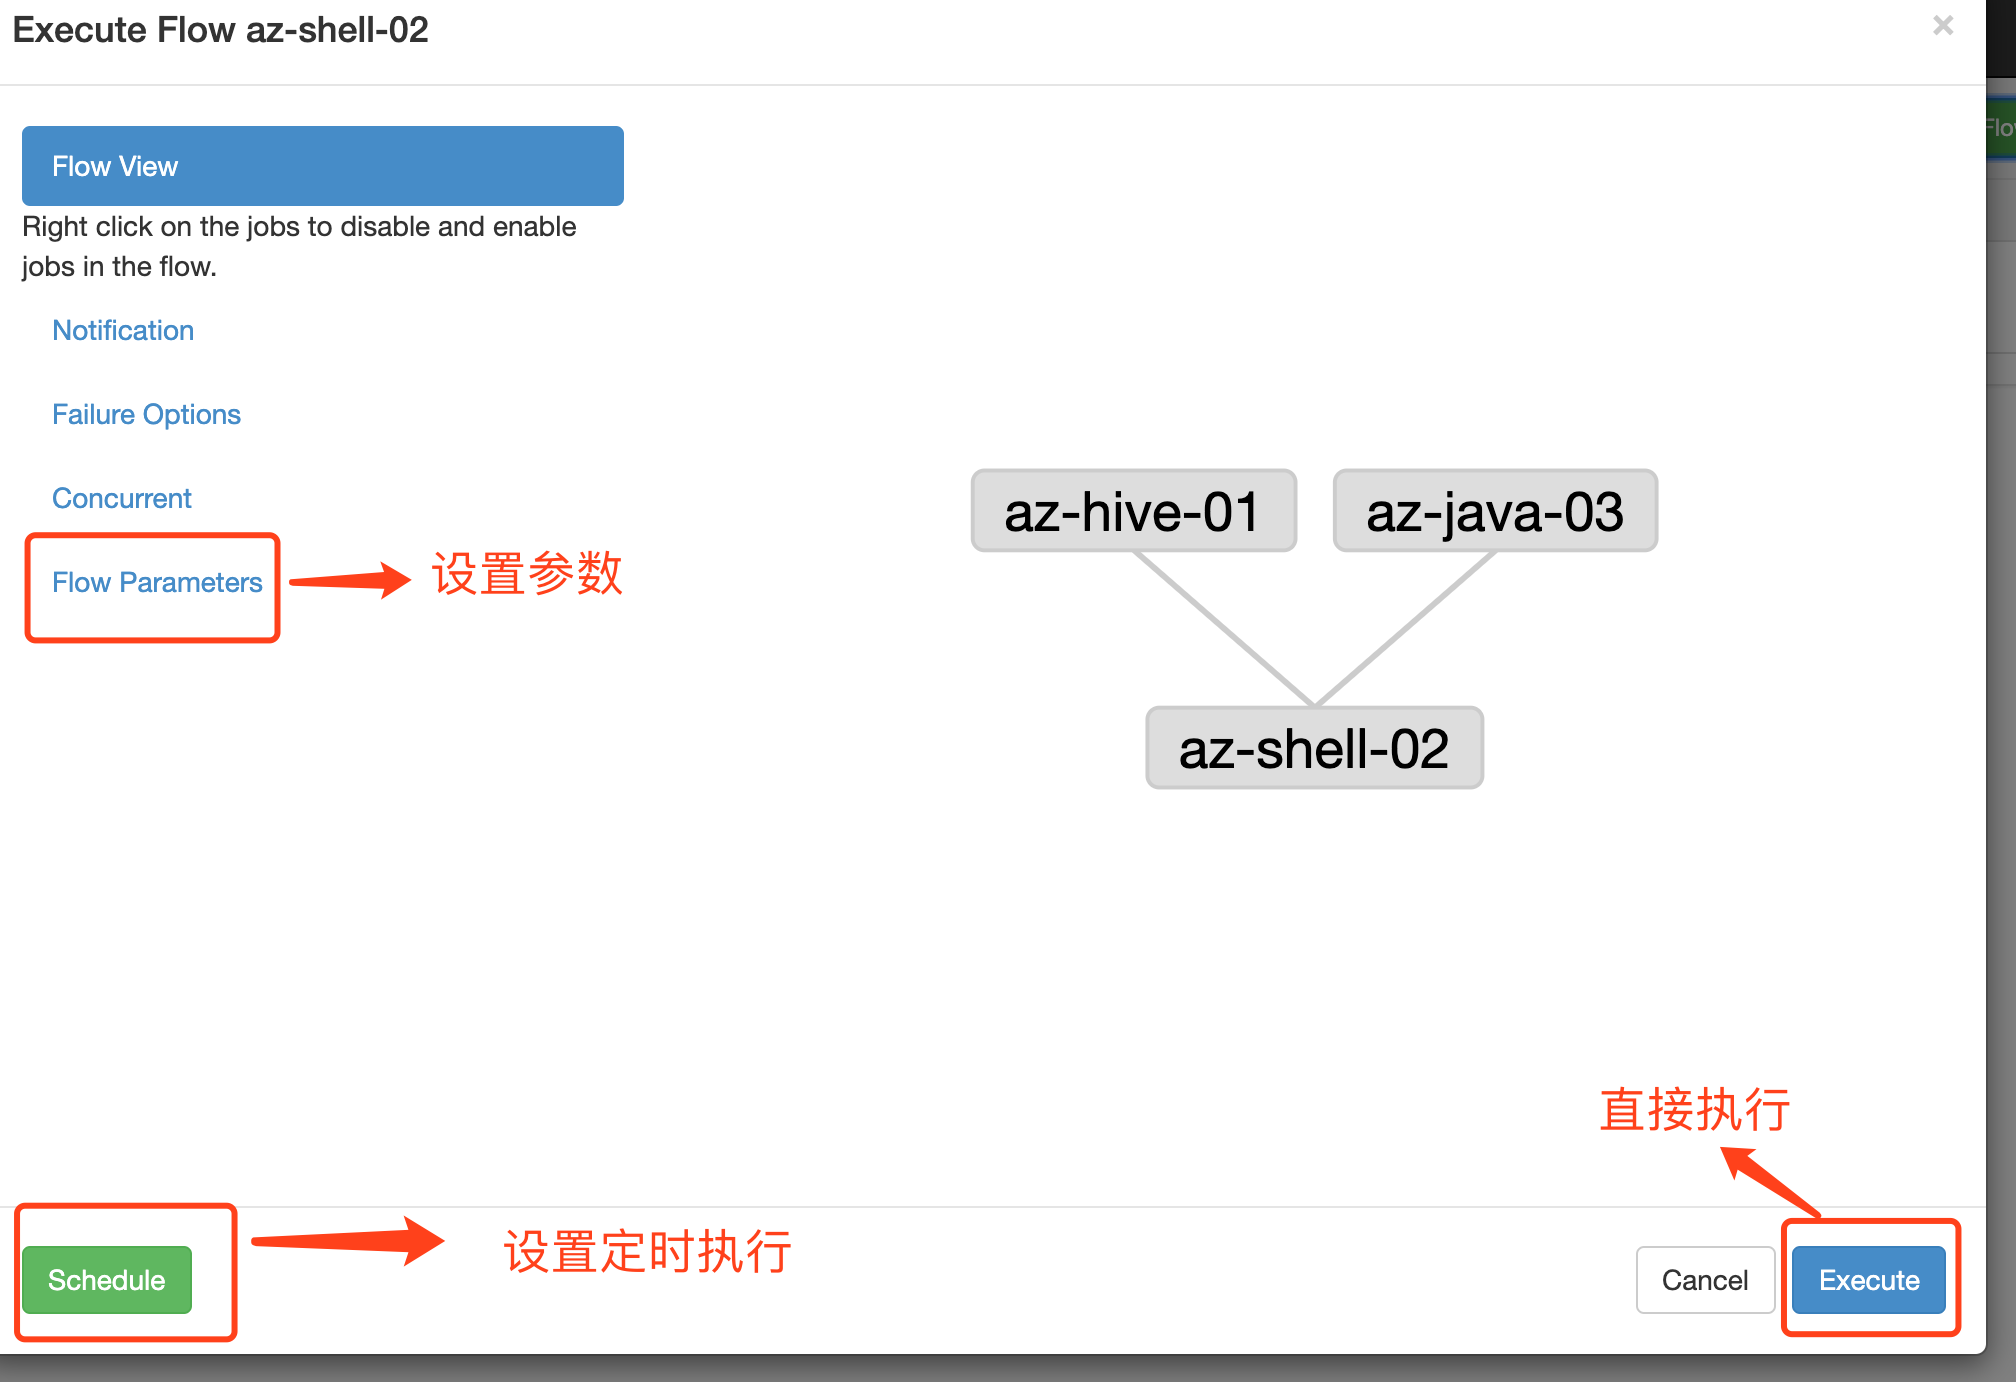 Execute Flow az-shell-02
×
Flow View
Right click on the jobs to disable and enable
jobs in the flow.
Notification
Failure Options
Concurrent
Flow Parameters
设置参数
az-hive-01
az-java-03
az-shell-02
直接执行
Schedule
设置定时执行
Cancel
Execute